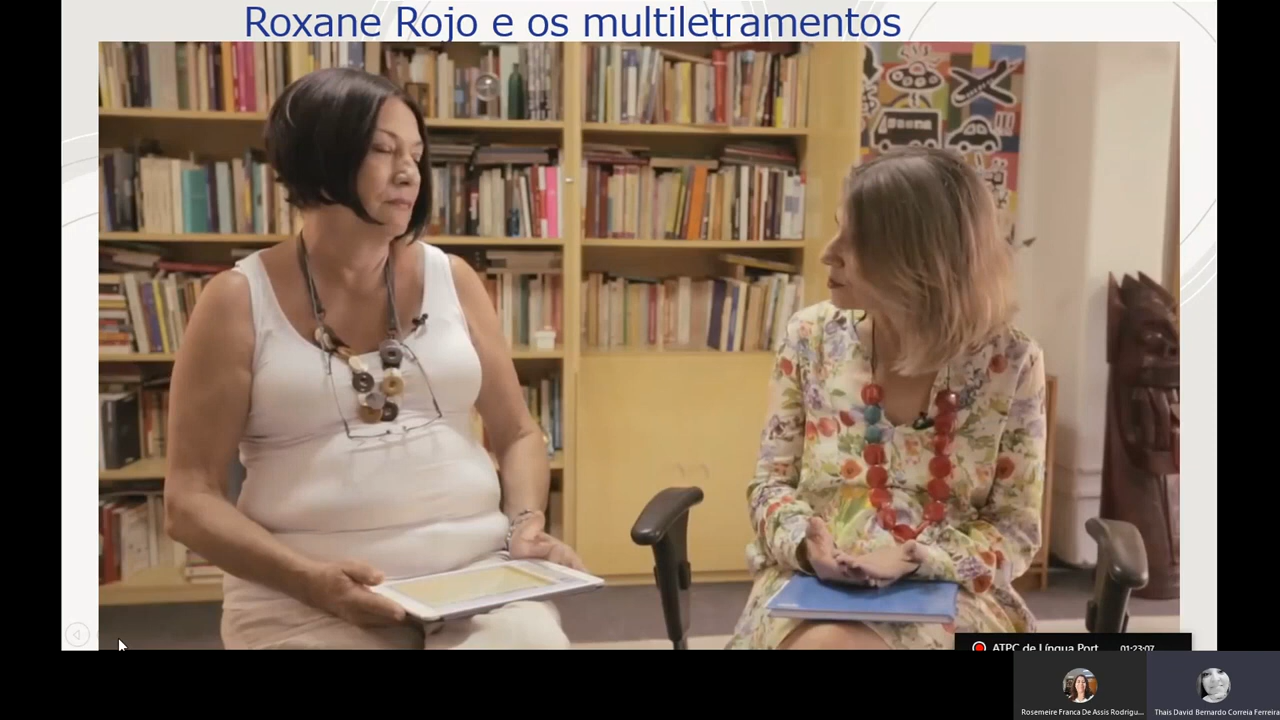 Roxane Rojo e os multiletramentos
ATPC de Língua Port
01:23:07
Rosemeire Franca De Assis Rodrigu...
Thais David Bernardo Correia Ferreira